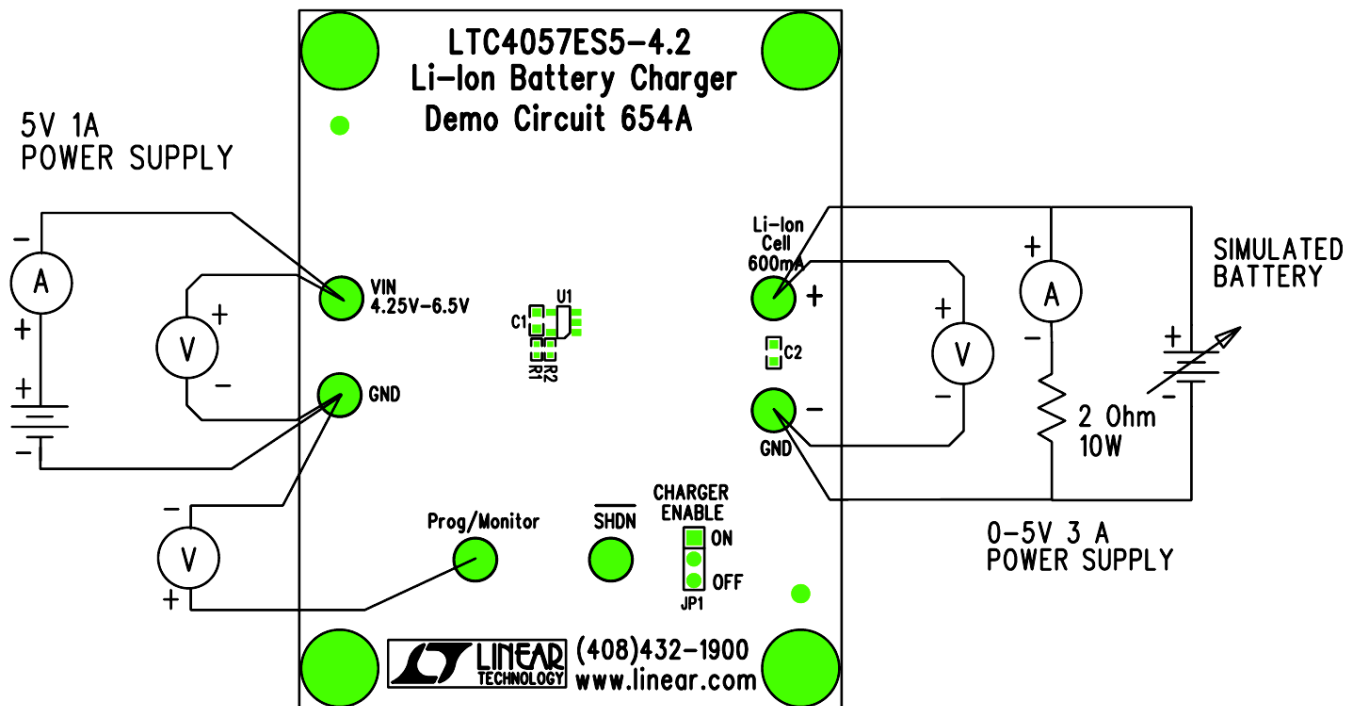 LTC4057ES5-4.2
Li-Ion Battery Charger
Demo Circuit 654A
5V 1A
POWER SUPPLY
-
A
+
+
-
+
V
-
VIN
4.25V-6.5V
GND
-
V
+
C1
U1
R1
R2
Li-Ion
Cell
600mA
+
C2
-
GND
+
V
-
+
A
-
2 Ohm
10W
+
-
SIMULATED
BATTERY
0-5V 3 A
POWER SUPPLY
Prog/Monitor
SHDN
CHARGER
ENABLE
ON
OFF
JP1
LT LINEAR
TECHNOLOGY
(408)432-1900
www.linear.com